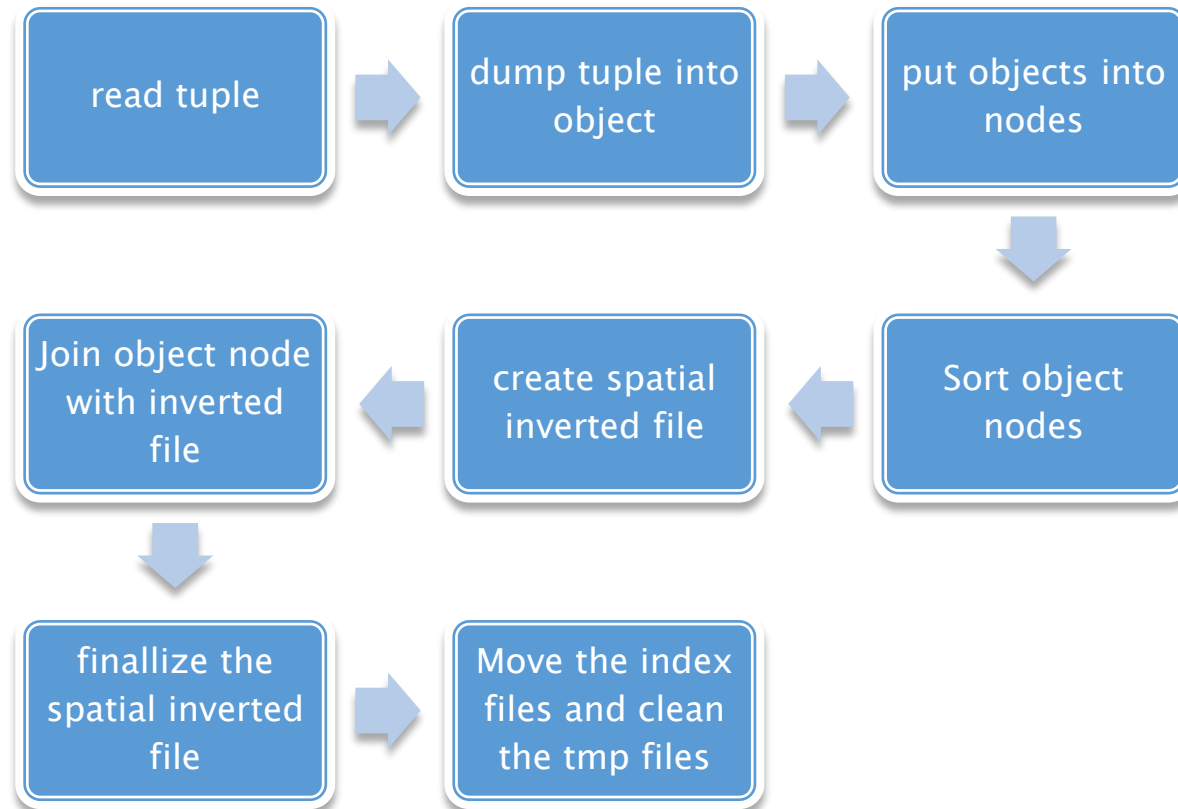 read tuple
dump tuple into
object
put objects into
nodes
Sort object
nodes
create spatial
inverted file
Join object node
with inverted
file
finallize the
spatial inverted
file
Move the index
files and clean
the tmp files